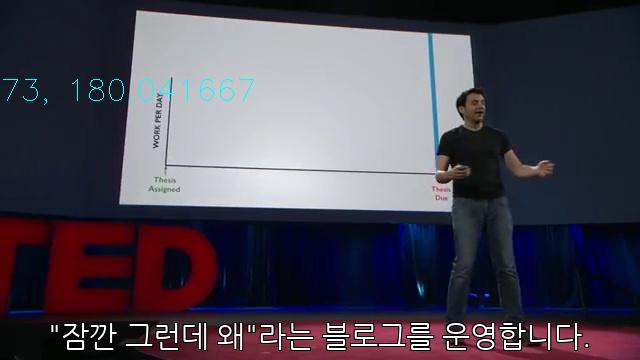 73, 180.041667
WORK PER DAY
Thesis
Assigned
Thesis
Due
TED
"잠깐 그런데 왜"라는 블로그를 운영합니다.